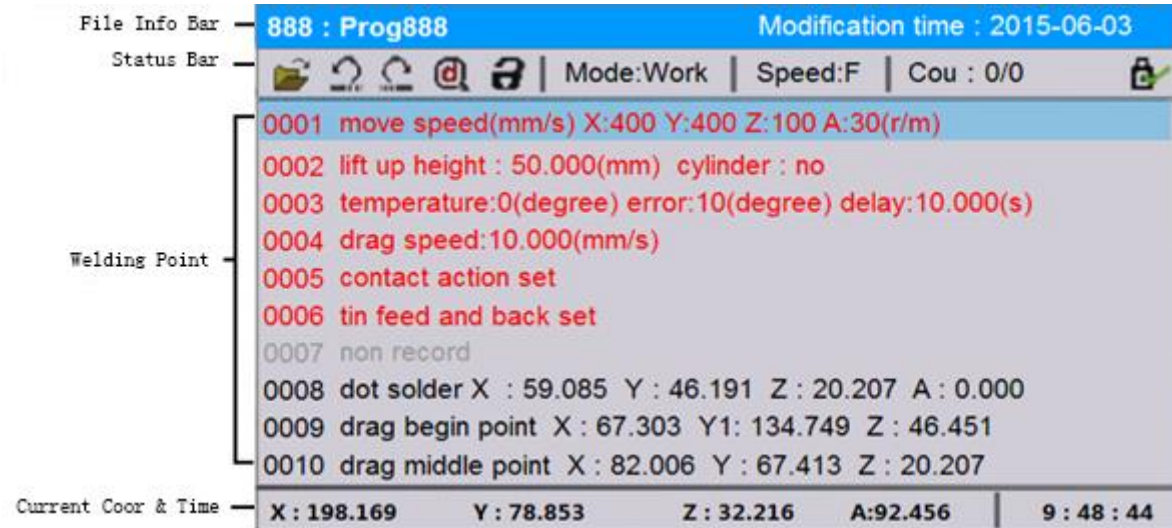 File Info Bar
888 : Prog888 Modification time : 2015-06-03
Status Bar
d Mode:Work Speed:F Cou : 0/0
Welding Point
0001 move speed(mm/s) X:400 Y:400 Z:100 A:30(r/m)
0002 lift up height : 50.000(mm) cylinder : no
0003 temperature:0(degree) error:10(degree) delay:10.000(s)
0004 drag speed:10.000(mm/s)
0005 contact action set
0006 tin feed and back set
0007 non record
0008 dot solder X : 59.085 Y : 46.191 Z : 20.207 A : 0.000
0009 drag begin point X : 67.303 Y1: 134.749 Z : 46.451
0010 drag middle point X : 82.006 Y : 67.413 Z : 20.207
Current Coor & Time
X : 198.169 Y : 78.853 Z : 32.216 A:92.456 9 : 48 : 44